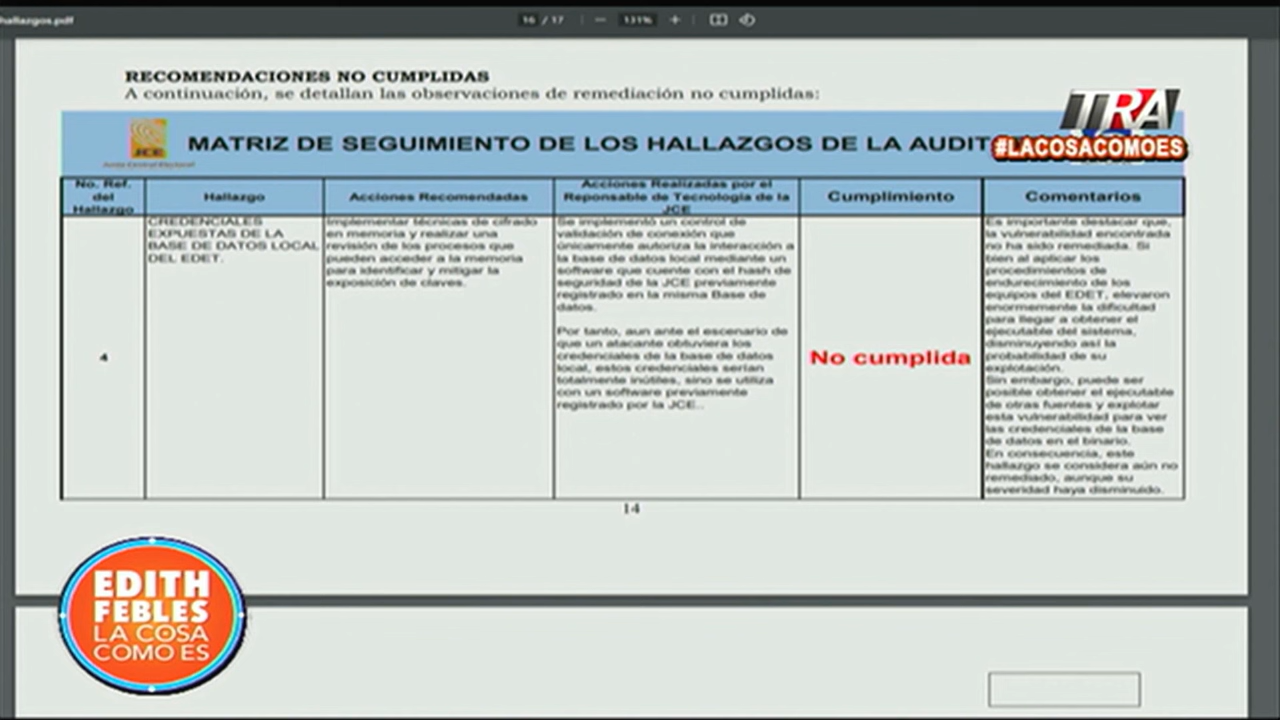 hallazgos.pdf
16 / 17
131%
RECOMENDACIONES NO CUMPLIDAS
A continuación, se detallan las observaciones de remediación no cumplidas:
TRA
#LACOSACOMOES
JCE
Junta Central Electoral
MATRIZ DE SEGUIMIENTO DE LOS HALLAZGOS DE LA AUDIT
No. Ref.
del
Hallazgo
Hallazgo
Acciones Recomendadas
Acciones Realizadas por el
Reponsable de Tecnología de la
JCE
Cumplimiento
Comentarios
4
CREDENCIALES
EXPUESTAS DE LA
BASE DE DATOS LOCAL
DEL EDET.
Implementar técnicas de cifrado
en memoria y realizar una
revisión de los procesos que
pueden acceder a la memoria
para identificar y mitigar la
exposición de claves.
Se implementó un control de
validación de conexión que
únicamente autoriza la interacción a
la base de datos local mediante un
software que cuente con el hash de
seguridad de la JCE previamente
registrado en la misma Base de
datos.
Por tanto, aun ante el escenario de
que un atacante obtuviera los
credenciales de la base de datos
local, estos credenciales serían
totalmente inútiles, sino se utiliza
con un software previamente
registrado por la JCE..
No cumplida
Es importante destacar que,
la vulnerabilidad encontrada
no ha sido remediada. Si
bien al aplicar los
procedimientos de
endurecimiento de los
equipos del EDET, elevaron
enormemente la dificultad
para llegar a obtener el
ejecutable del sistema,
disminuyendo así la
probabilidad de su
explotación.
Sin embargo, puede ser
posible obtener el ejecutable
de otras fuentes y explotar
esta vulnerabilidad para ver
las credenciales de la base
de datos en el binario.
En consecuencia, este
hallazgo se considera aún no
remediado, aunque su
severidad haya disminuido.
14
EDITH
FEBLES
LA COSA
COMO ES